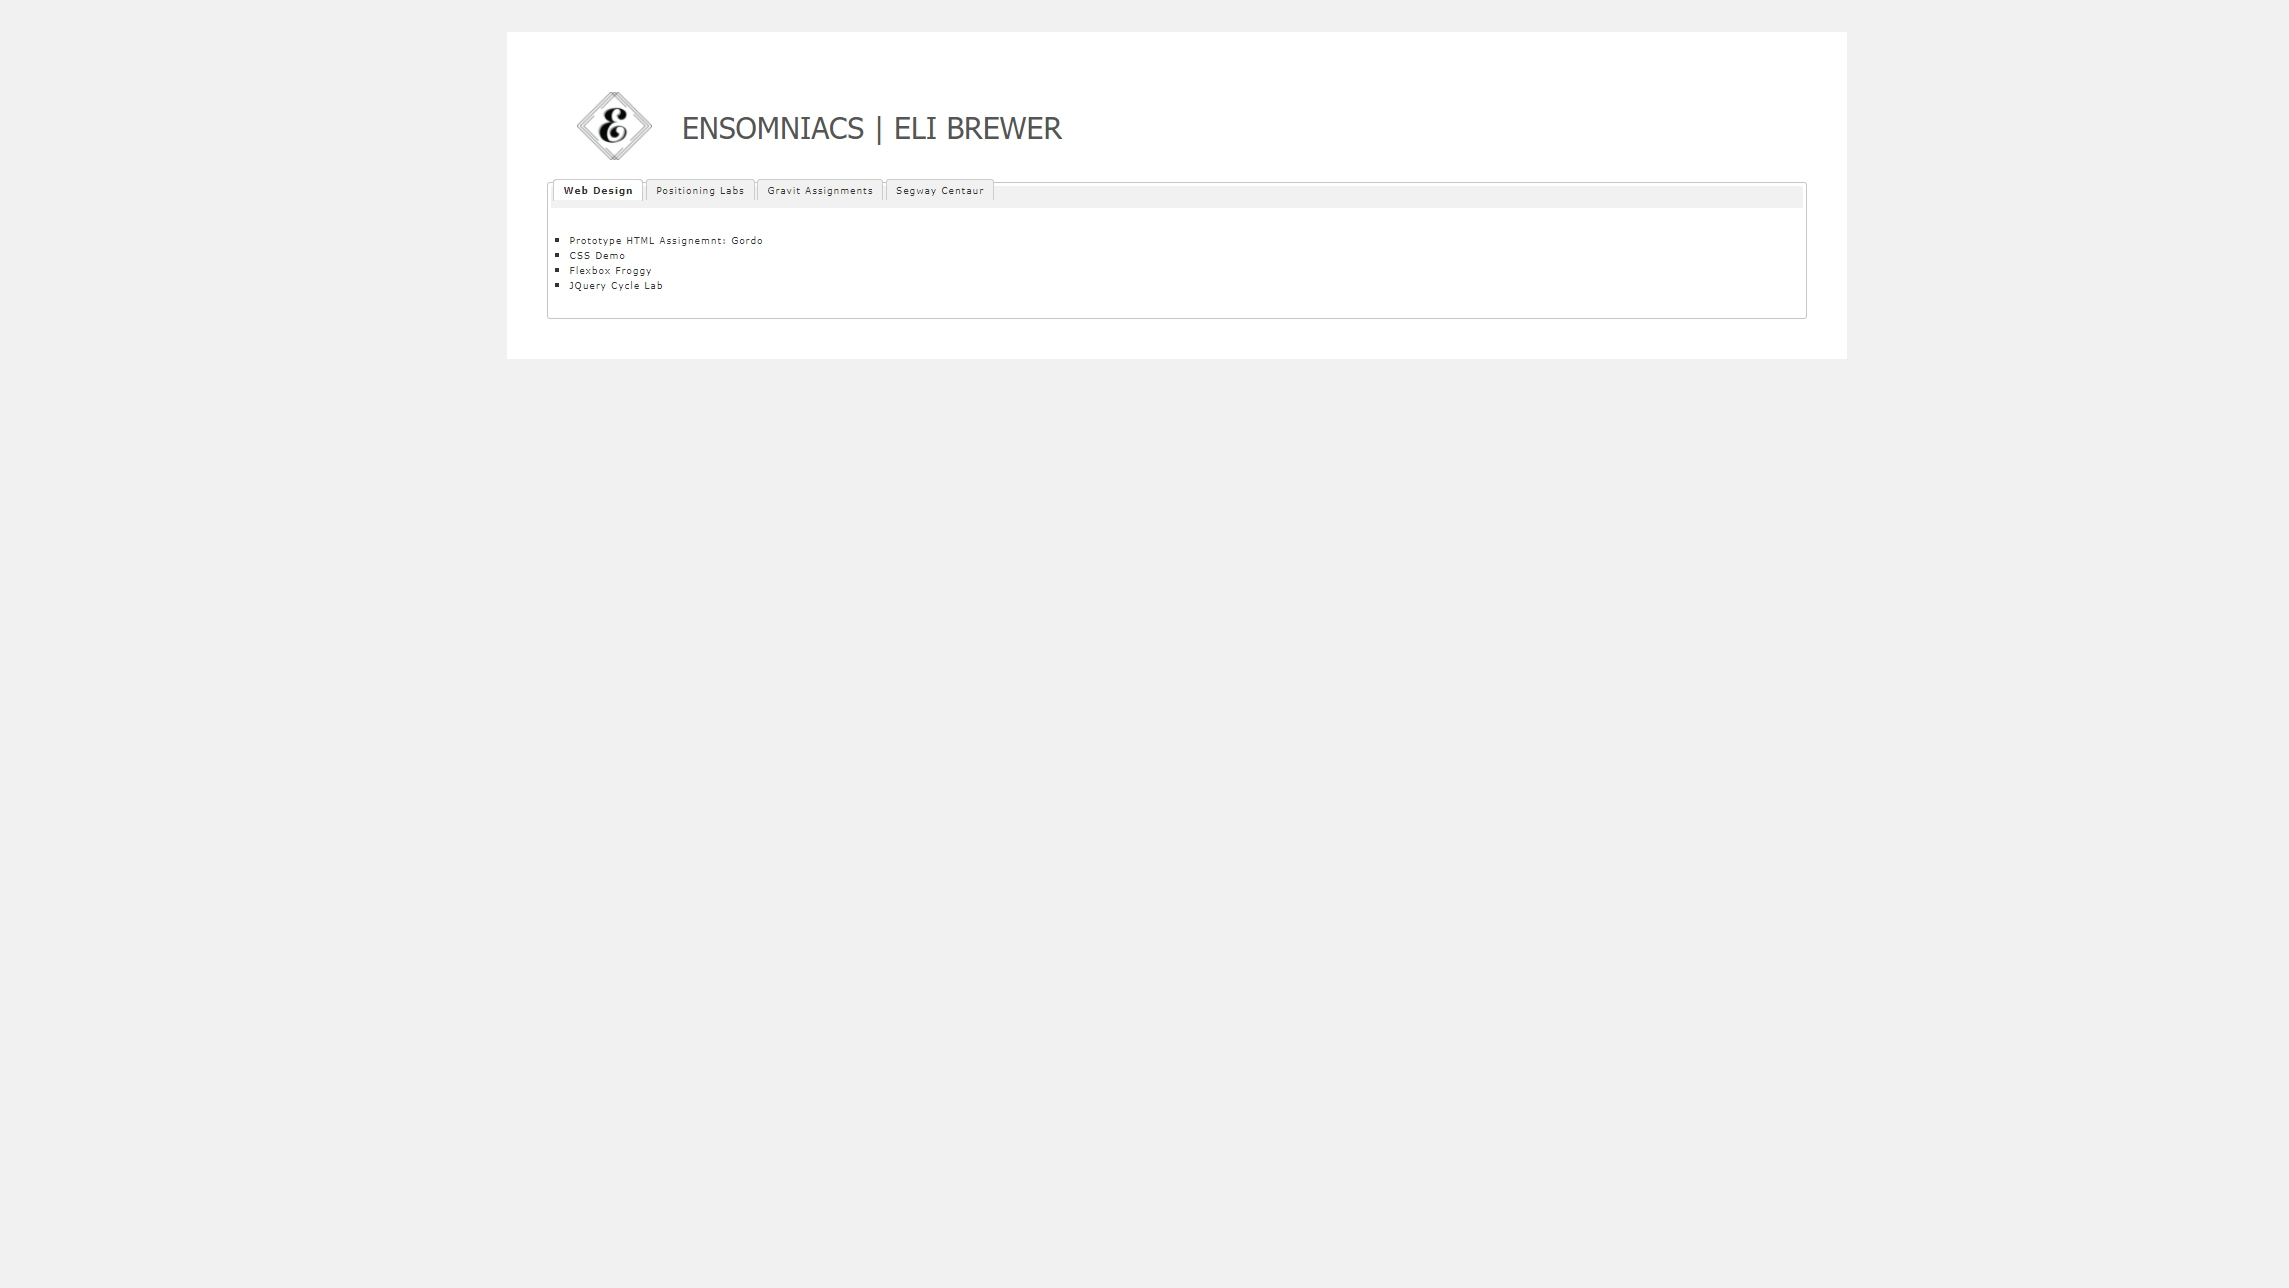 E
ENSOMNIACS | ELI BREWER
Web Design
Positioning Labs
Gravit Assignments
Segway Centaur
Prototype HTML Assignemnt: Gordo
CSS Demo
Flexbox Froggy
JQuery Cycle Lab